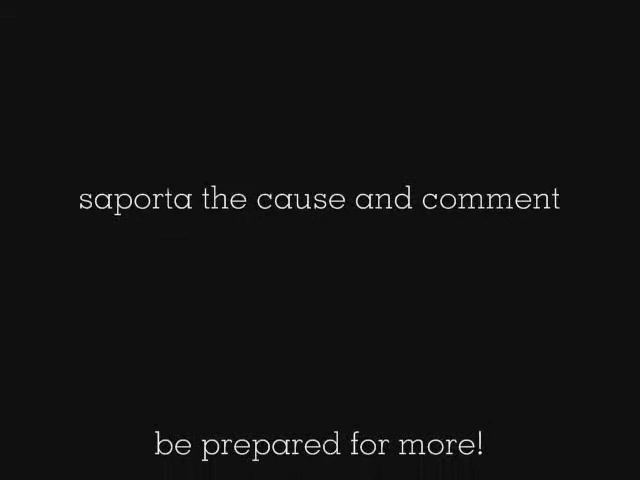 saporta the cause and comment
be prepared for more!